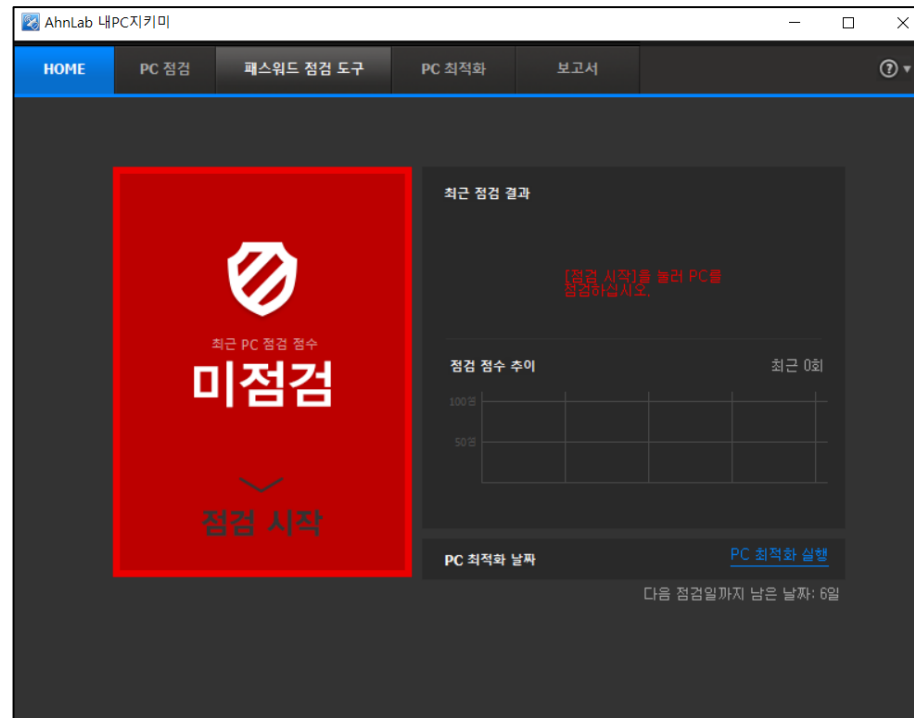 AhnLab 내PC지키미
HOME PC 점검 패스워드 점검 도구 PC 최적화 보고서
최근 점검 결과
[점검 시작]을 눌러 PC를
점검하십시오.
최근 PC 점검 점수
미점검
점검 시작
점검 점수 추이 최근 0회
100점
50점
PC 최적화 날짜 PC 최적화 실행
다음 점검일까지 남은 날짜: 6일